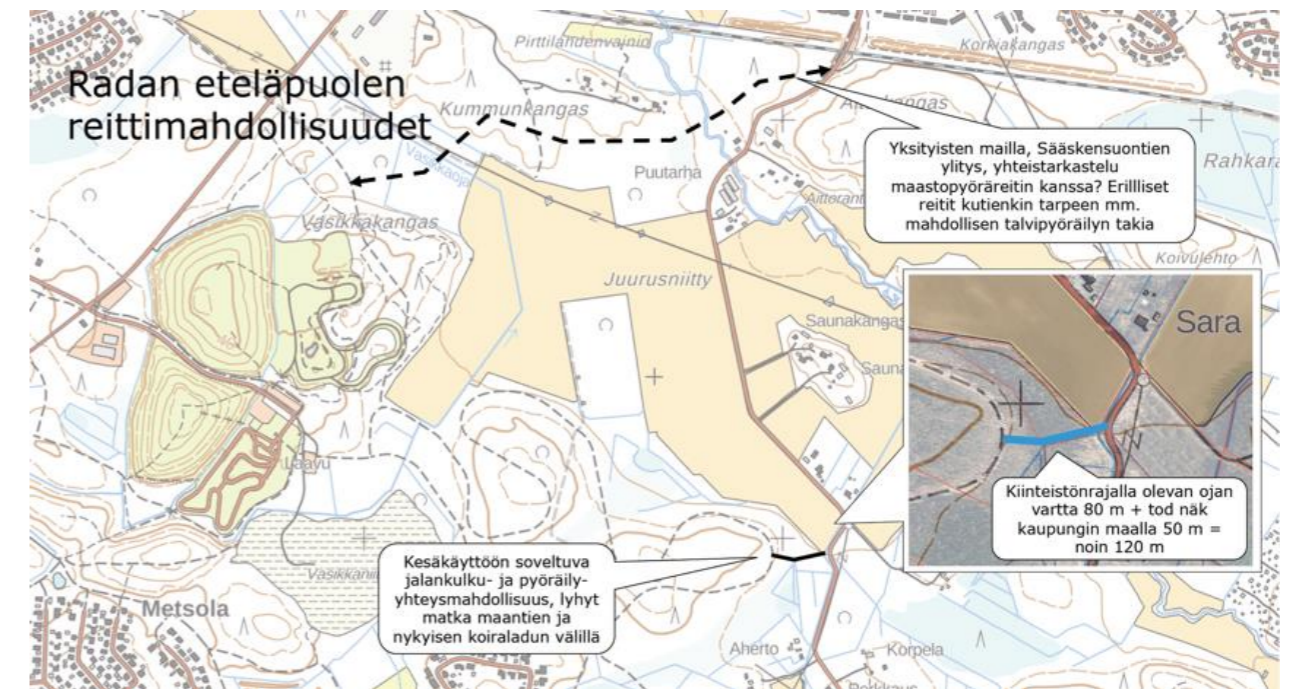 Radan eteläpuolen
reittimahdollisuudet
Pirttilahdenvainio
Korkiakangas
Kummunkangas
Yksityisten mailla, Sääskensuontien
ylitys, yhteistarkastelu
maastopyöräreitin kanssa? Erillliset
reitit kutienkin tarpeen mm.
mahdollisen talvipyöräilyn takia
Puutarha
Vasikkakangas
Juurusniitty
Koivulehto
Saunakangas
Sara
Kiinteistönrajalla olevan ojan
vartta 80 m + tod näk
kaupungin maalla 50 m =
noin 120 m
Laavu
Kesäkäyttöön soveltuva
jalankulku- ja pyöräily-
yhteysmahdollisuus, lyhyt
matka maantien ja
nykyisen koiraladun välillä
Metsola
Aherto
Korpela